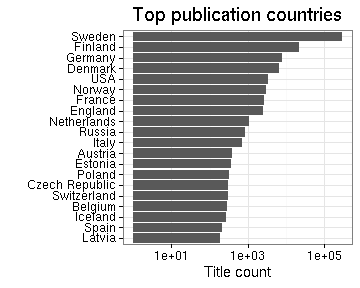 Top publication countries
Sweden
Finland
Germany
Denmark
USA
Norway
France
England
Netherlands
Russia
Italy
Austria
Estonia
Poland
Czech Republic
Switzerland
Belgium
Iceland
Spain
Latvia
1e+01 1e+03 1e+05
Title count